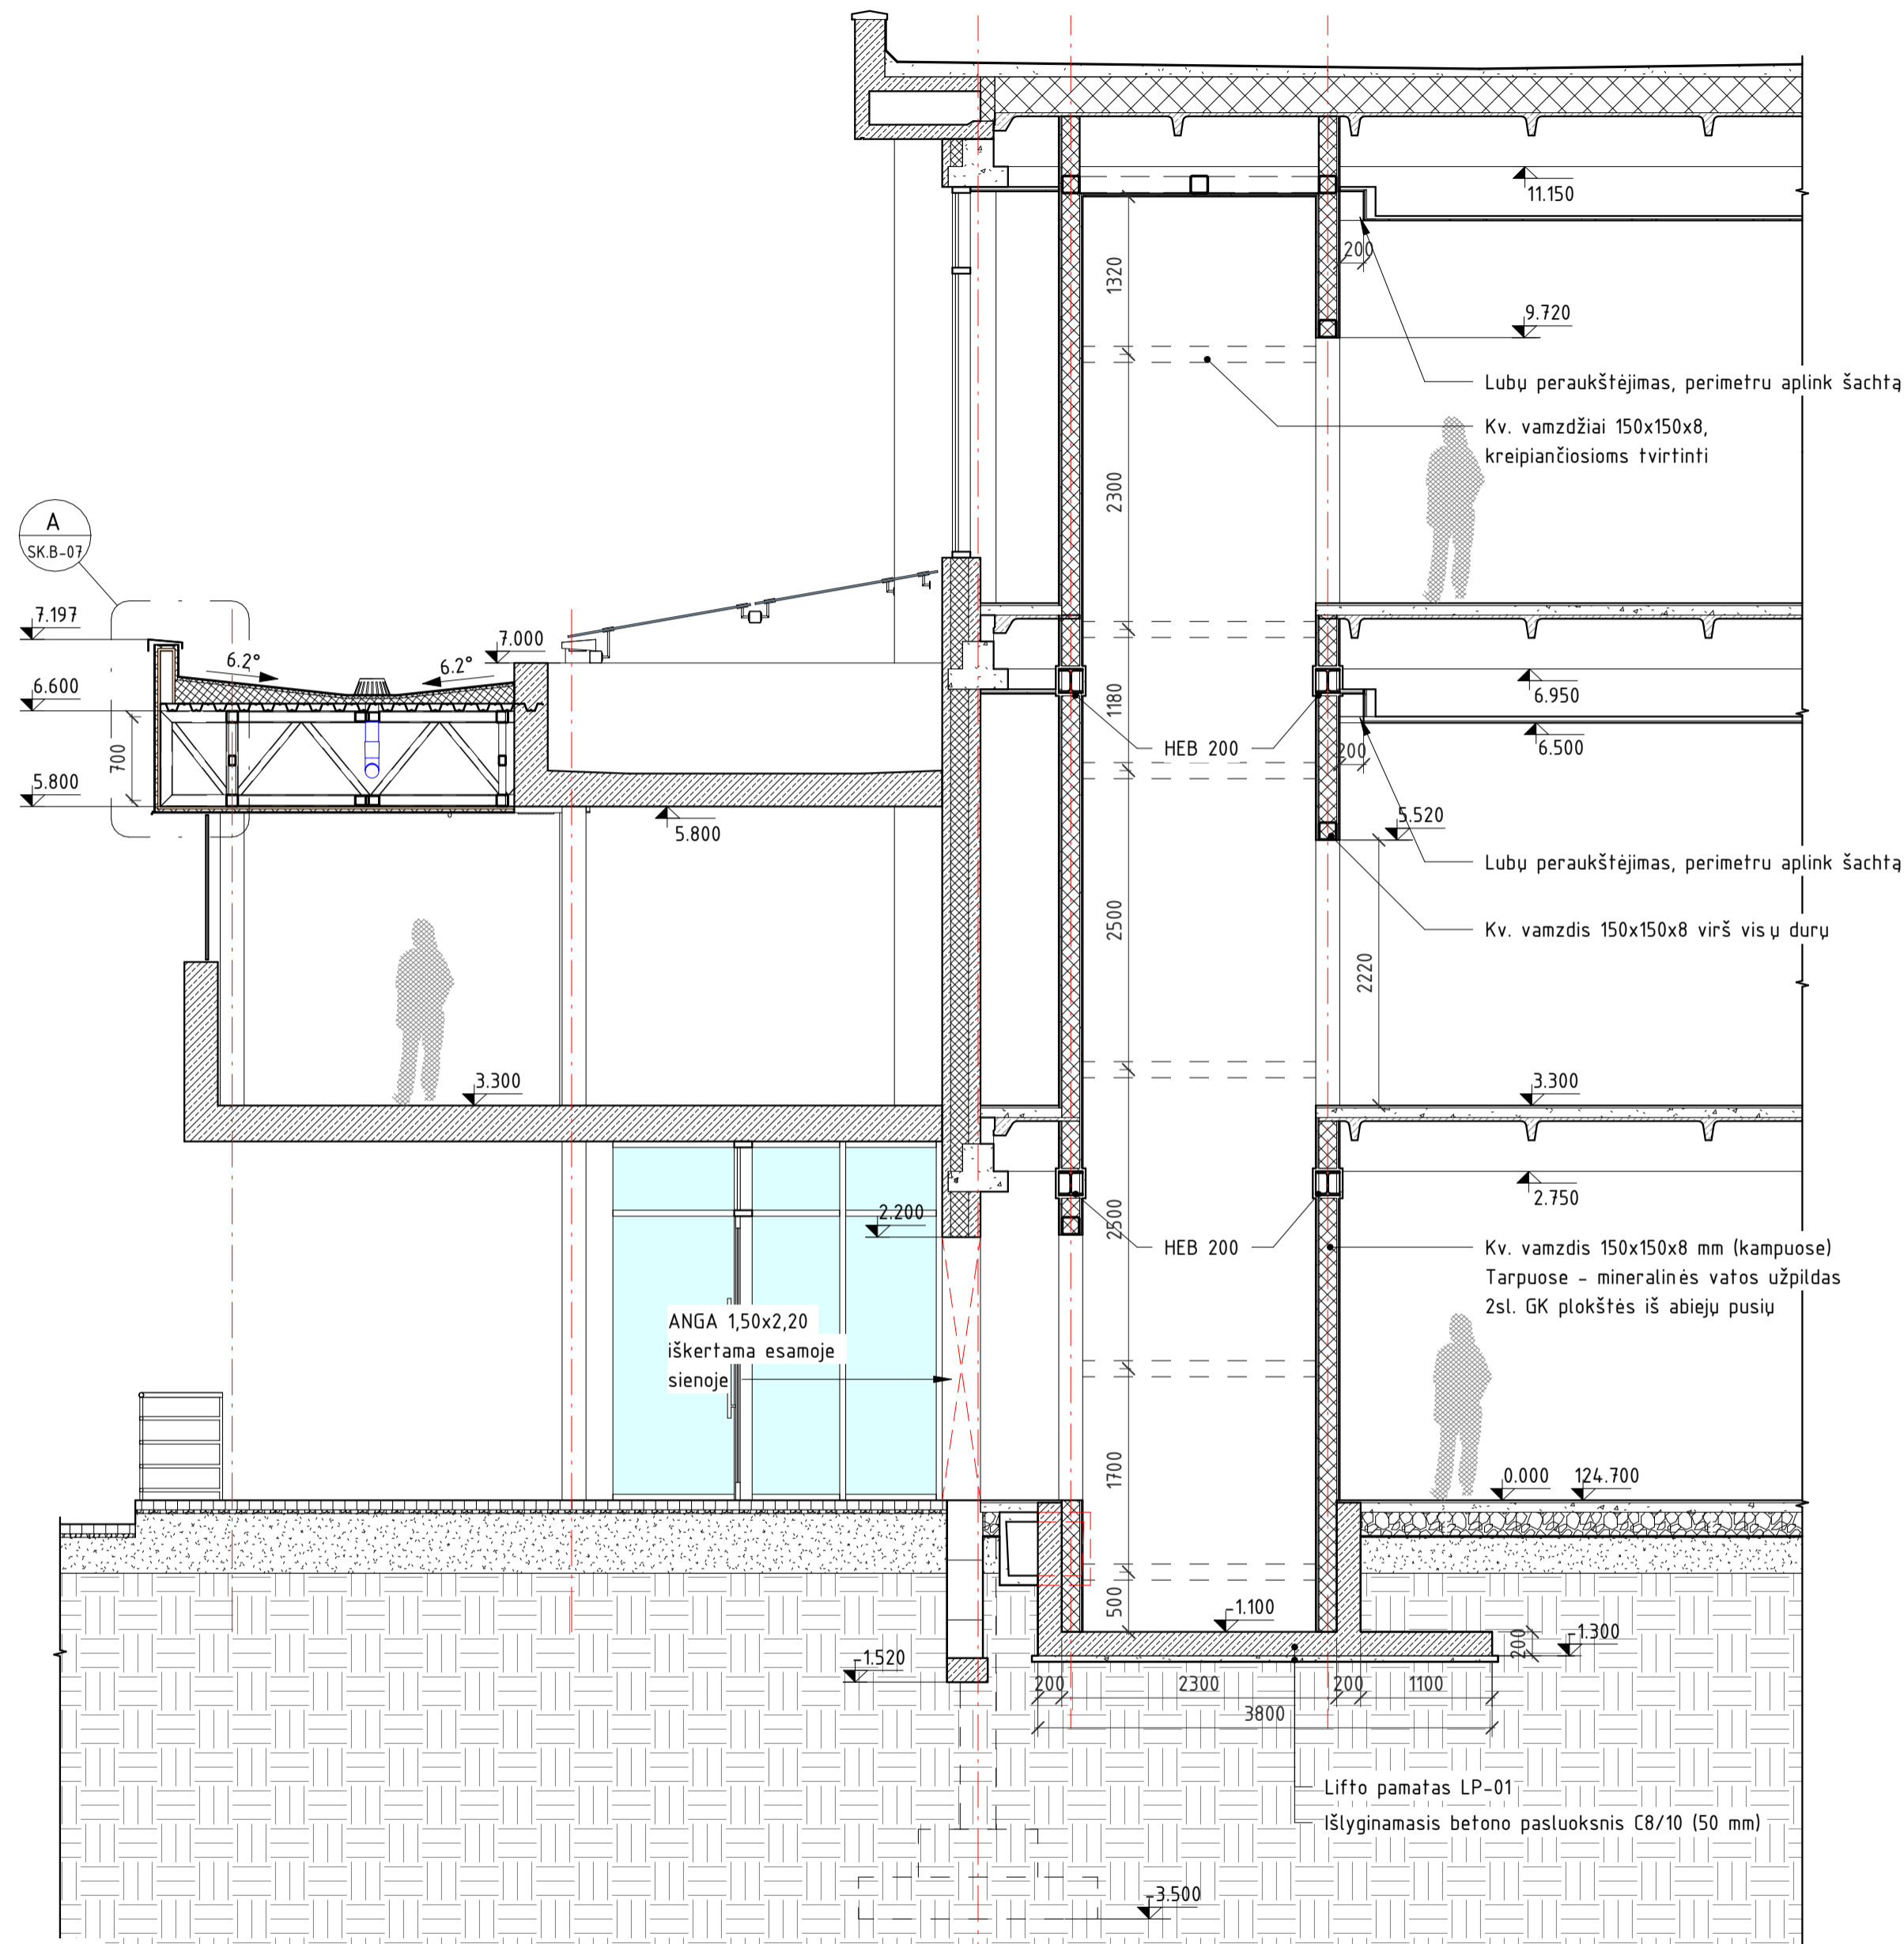 11.150
200
1320
9.720
Lubų peraukštėjimas, perimetru aplink šachtą
Kv. vamzdžiai 150x150x8,
kreipiančiosioms tvirtinti
2300
A
SK.B-07
7.197
6.2°
6.2°
7.000
6.600
700
5.800
5.800
1180
HEB 200
6.950
6.500
200
5.520
Lubų peraukštėjimas, perimetru aplink šachtą
Kv. vamzdis 150x150x8 virš visų durų
2500
2220
3.300
3.300
2.750
2.200
2500
HEB 200
Kv. vamzdis 150x150x8 mm (kampuose)
Tarpuose - mineralinės vatos užpildas
2sl. GK plokštės iš abiejų pusių
ANGA 1,50x2,20
iškertama esamoje
sienoje
1700
0.000
124.700
500
-1.100
200
-1.300
-1.520
200
2300
200
1100
3800
Lifto pamatas LP-01
Išlyginamasis betono pasluoksnis C8/10 (50 mm)
-3.500